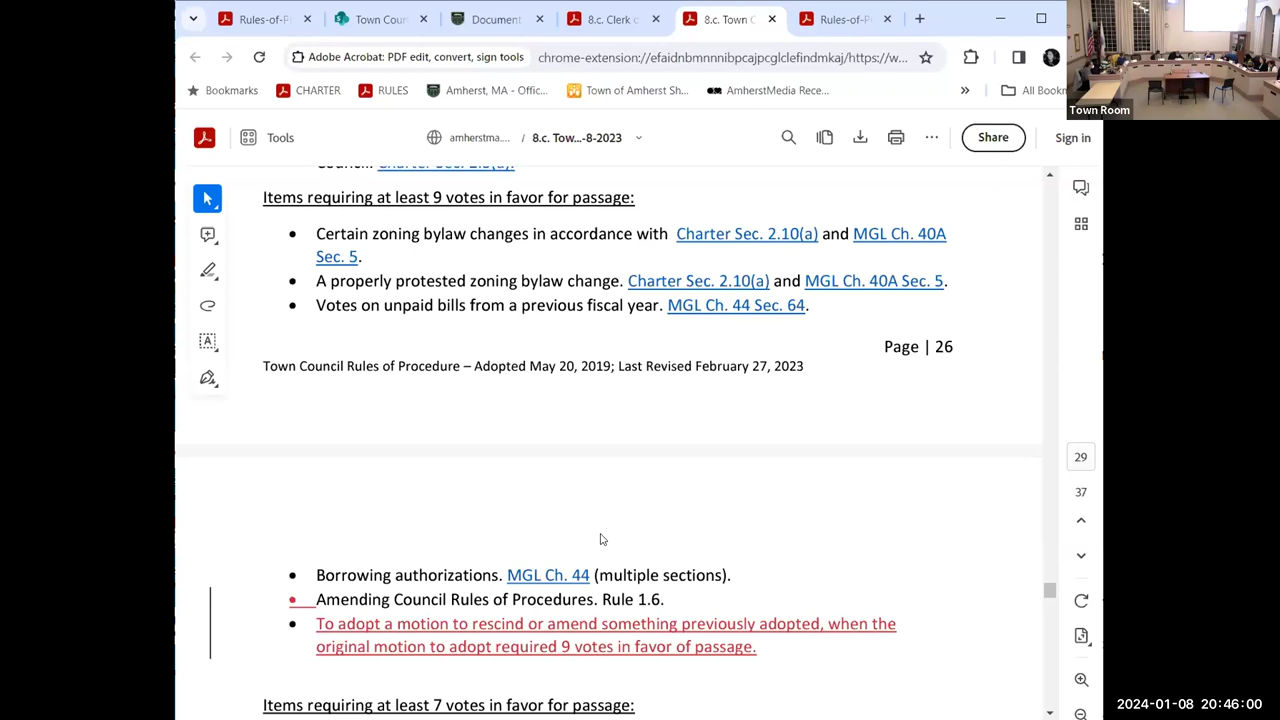 Rules-of-P
Town Cour
Document
8.c. Clerk o
8.c. Town C
Rules-of-P
Adobe Acrobat: PDF edit, convert, sign tools
chrome-extension://efaidnbmnnnibpcajpcglclefindmkaj/https://w...
Bookmarks
CHARTER
RULES
Amherst, MA - Offic...
Town of Amherst Sh...
AmherstMedia Rece...
»
All Bookn
Town Room
Tools
amherstma....
/ 8.c. Tow...-8-2023
Share
Sign in
Council. Charter Sec. 2.5(a).
Items requiring at least 9 votes in favor for passage:
• Certain zoning bylaw changes in accordance with Charter Sec. 2.10(a) and MGL Ch. 40A
Sec. 5.
• A properly protested zoning bylaw change. Charter Sec. 2.10(a) and MGL Ch. 40A Sec. 5.
• Votes on unpaid bills from a previous fiscal year. MGL Ch. 44 Sec. 64.
Page | 26
Town Council Rules of Procedure – Adopted May 20, 2019; Last Revised February 27, 2023
29
37
• Borrowing authorizations. MGL Ch. 44 (multiple sections).
• Amending Council Rules of Procedures. Rule 1.6.
• To adopt a motion to rescind or amend something previously adopted, when the
original motion to adopt required 9 votes in favor of passage.
Items requiring at least 7 votes in favor for passage:
2024-01-08 20:46:00